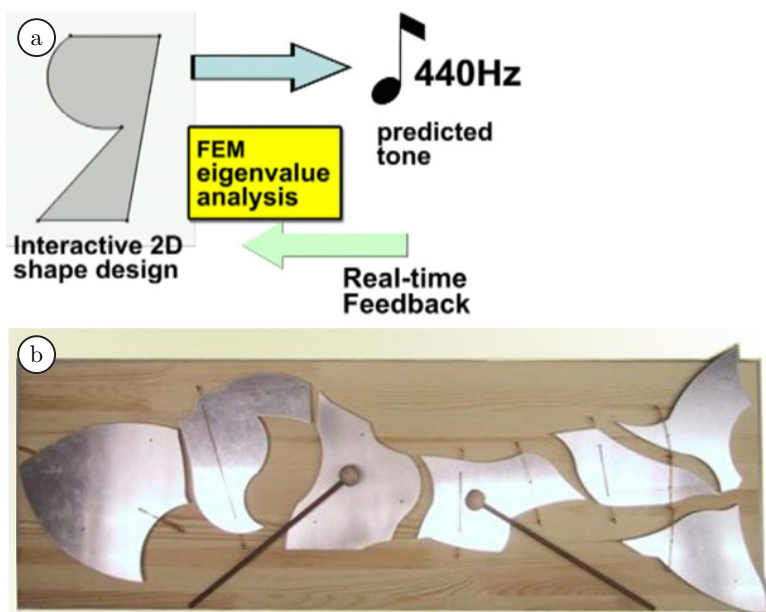 a
440Hz
predicted
tone
FEM
eigenvalue
analysis
Interactive 2D
shape design
Real-time
Feedback
b